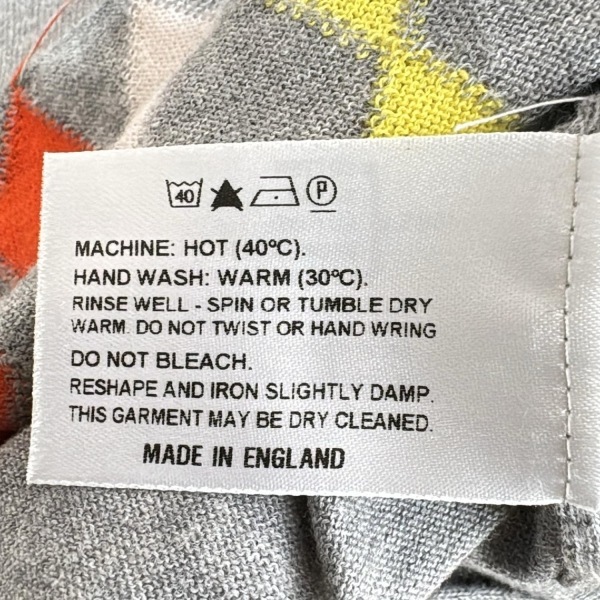 40 P
MACHINE: HOT (40ºC).
HAND WASH: WARM (30ºC).
RINSE WELL - SPIN OR TUMBLE DRY
WARM. DO NOT TWIST OR HAND WRING
DO NOT BLEACH.
RESHAPE AND IRON SLIGHTLY DAMP.
THIS GARMENT MAY BE DRY CLEANED.
MADE IN ENGLAND